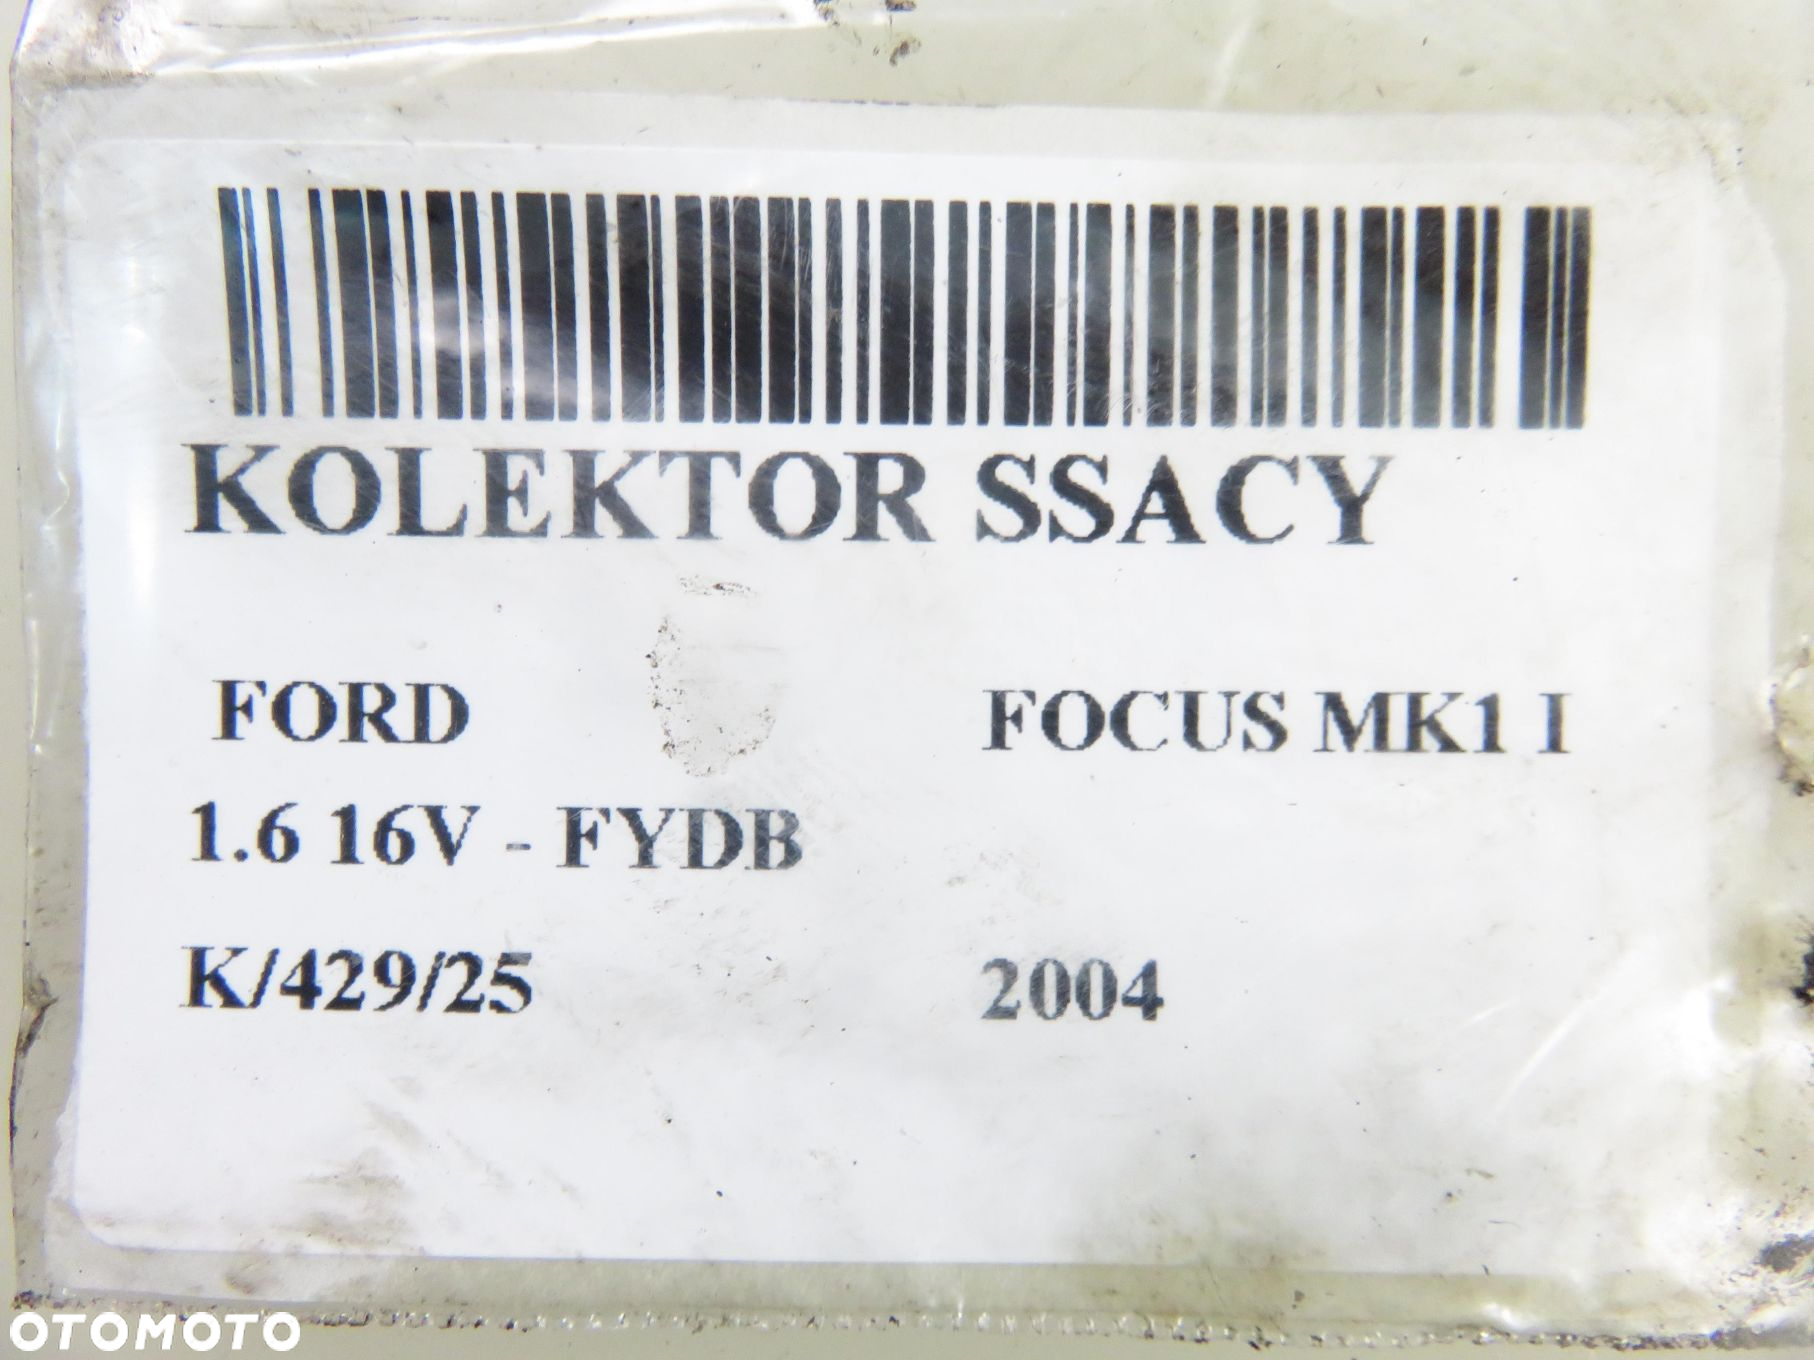 KOLEKTOR SSACY
FORD FOCUS MK1 I
1.6 16V - FYDB
K/429/25 2004
OTOMOTO